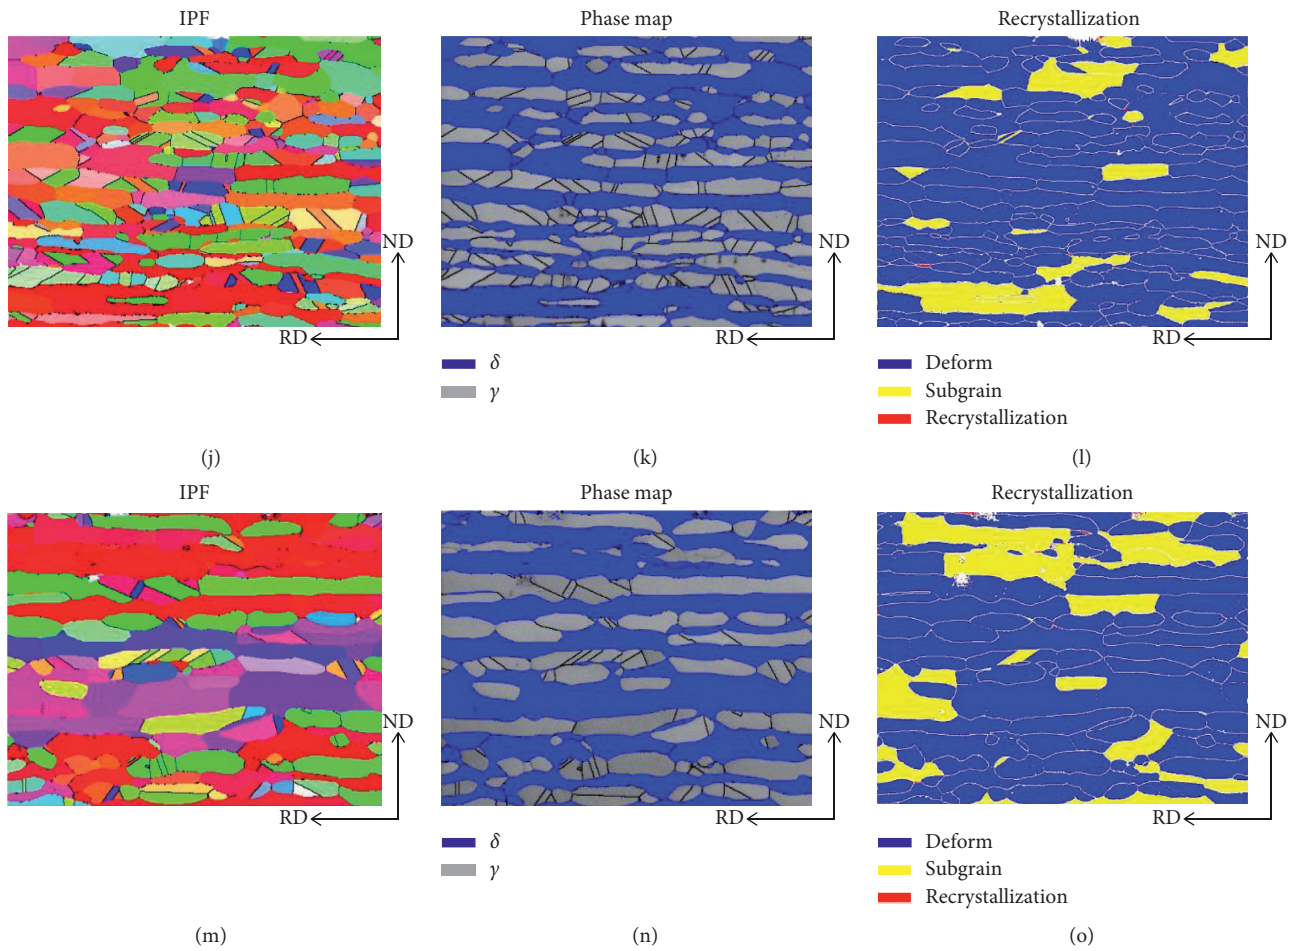 IPF
Phase map
Recrystallization
ND
ND
ND
RD
RD
RD
δ
γ
Deform
Subgrain
Recrystallization
(j)
(k)
(l)
IPF
Phase map
Recrystallization
ND
ND
ND
RD
RD
RD
δ
γ
Deform
Subgrain
Recrystallization
(m)
(n)
(o)